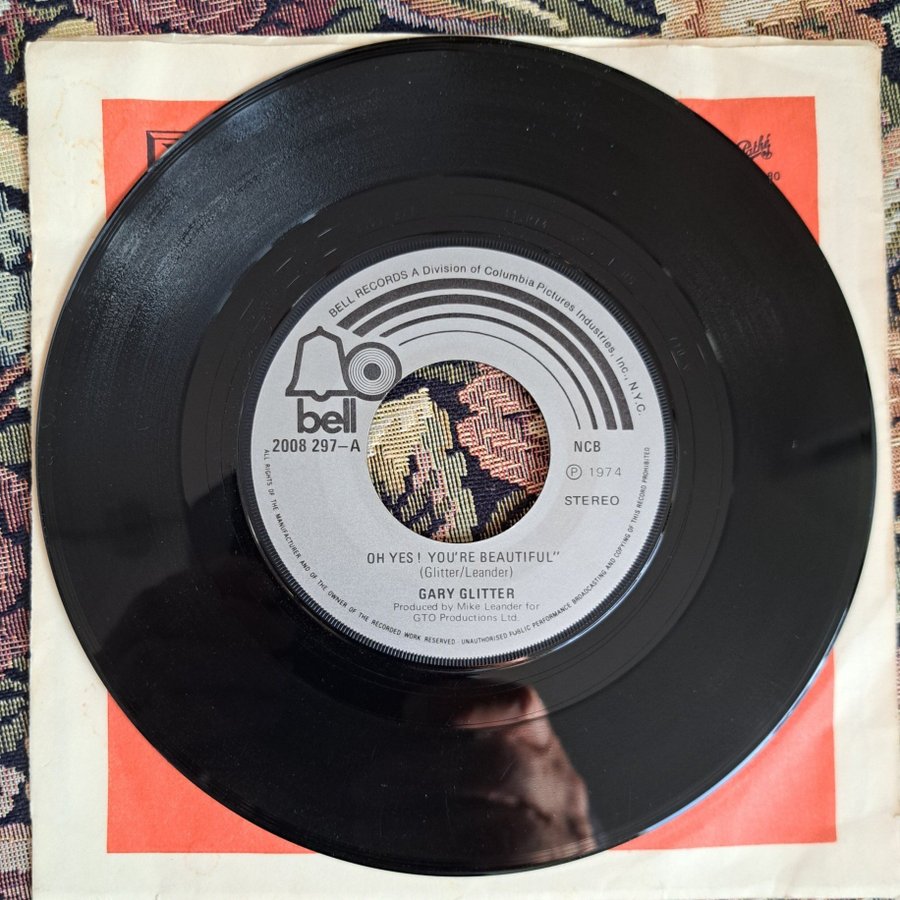 Pathé
80
BELL RECORDS A Division of Columbia Pictures Industries, Inc., N.Y.C.
bell
2008 297–A
NCB
Ⓟ 1974
STEREO
OH YES! YOU'RE BEAUTIFUL"
(Glitter/Leander)
GARY GLITTER
Produced by Mike Leander for
GTO Productions Ltd
ALL RIGHTS OF THE MANUFACTURER AND OF THE OWNER OF THE RECORDED WORK RESERVED · UNAUTHORISED PUBLIC PERFORMANCE BROADCASTING AND COPYING OF THIS RECORD PROHIBITED